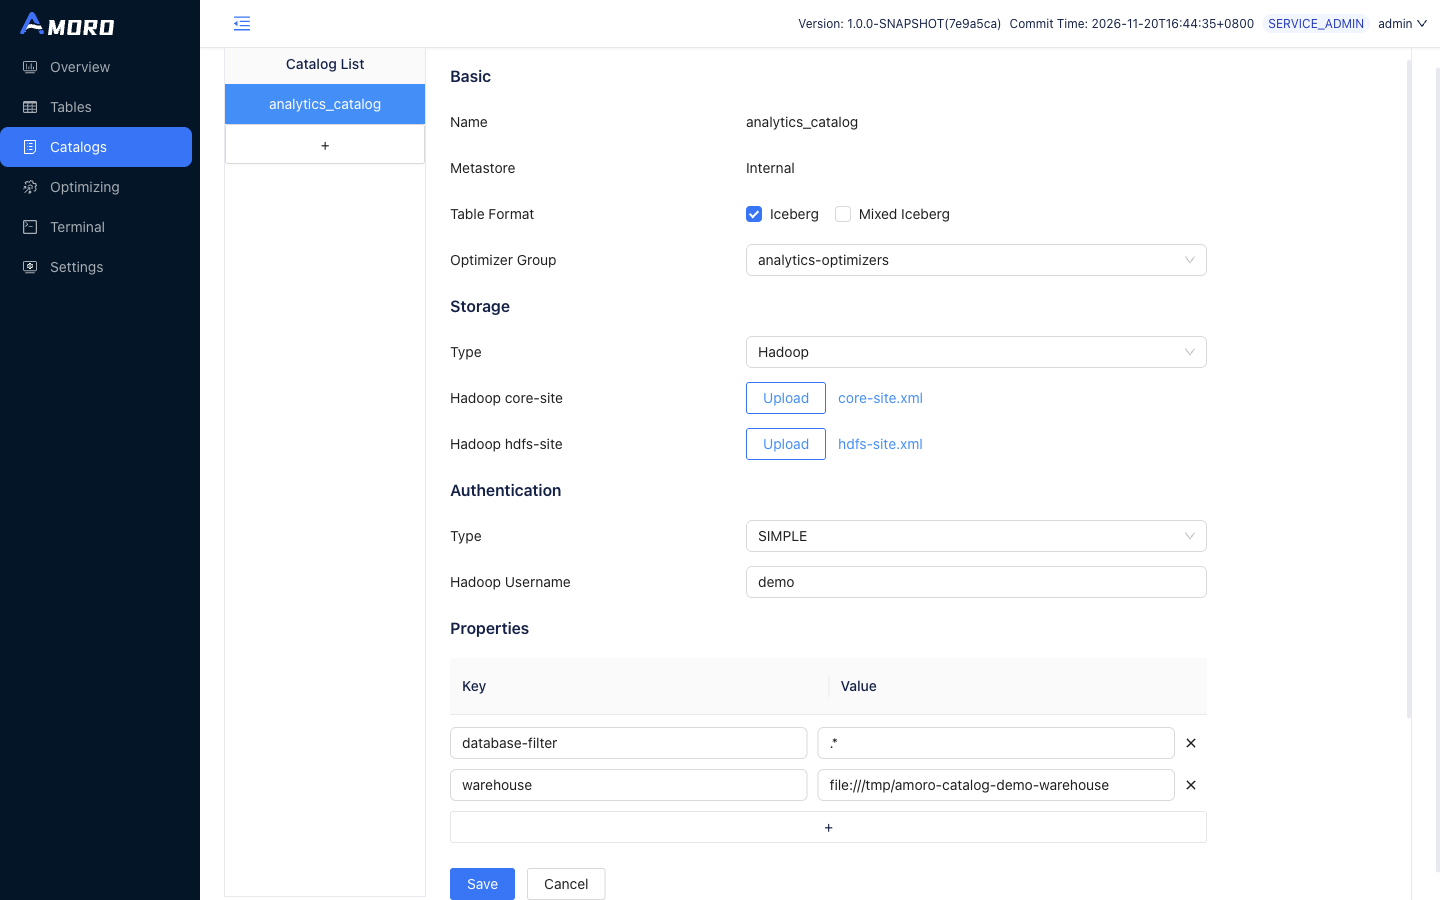 AMORO
Version: 1.0.0-SNAPSHOT(7e9a5ca) Commit Time: 2026-11-20T16:44:35+0800 SERVICE_ADMIN admin
Overview
Tables
Catalogs
Optimizing
Terminal
Settings
Catalog List
analytics_catalog
+
Basic
Name analytics_catalog
Metastore Internal
Table Format Iceberg Mixed Iceberg
Optimizer Group analytics-optimizers
Storage
Type Hadoop
Hadoop core-site Upload core-site.xml
Hadoop hdfs-site Upload hdfs-site.xml
Authentication
Type SIMPLE
Hadoop Username demo
Properties
Key Value
database-filter .*
warehouse file:///tmp/amoro-catalog-demo-warehouse
+
Save Cancel